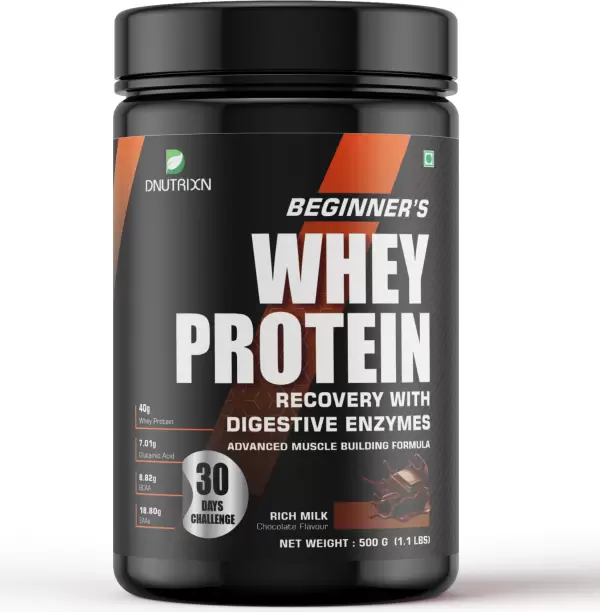 DNUTRIXN
BEGINNER'S
WHEY
PROTEIN
RECOVERY WITH
DIGESTIVE ENZYMES
ADVANCED MUSCLE BUILDING FORMULA
40g
Whey Protein
7.01g
Glutamic Acid
8.82g
BCAA
18.80g
EAAs
30
DAYS
CHALLENGE
RICH MILK
Chocolate Flavour
NET WEIGHT : 500 G (1.1 LBS)